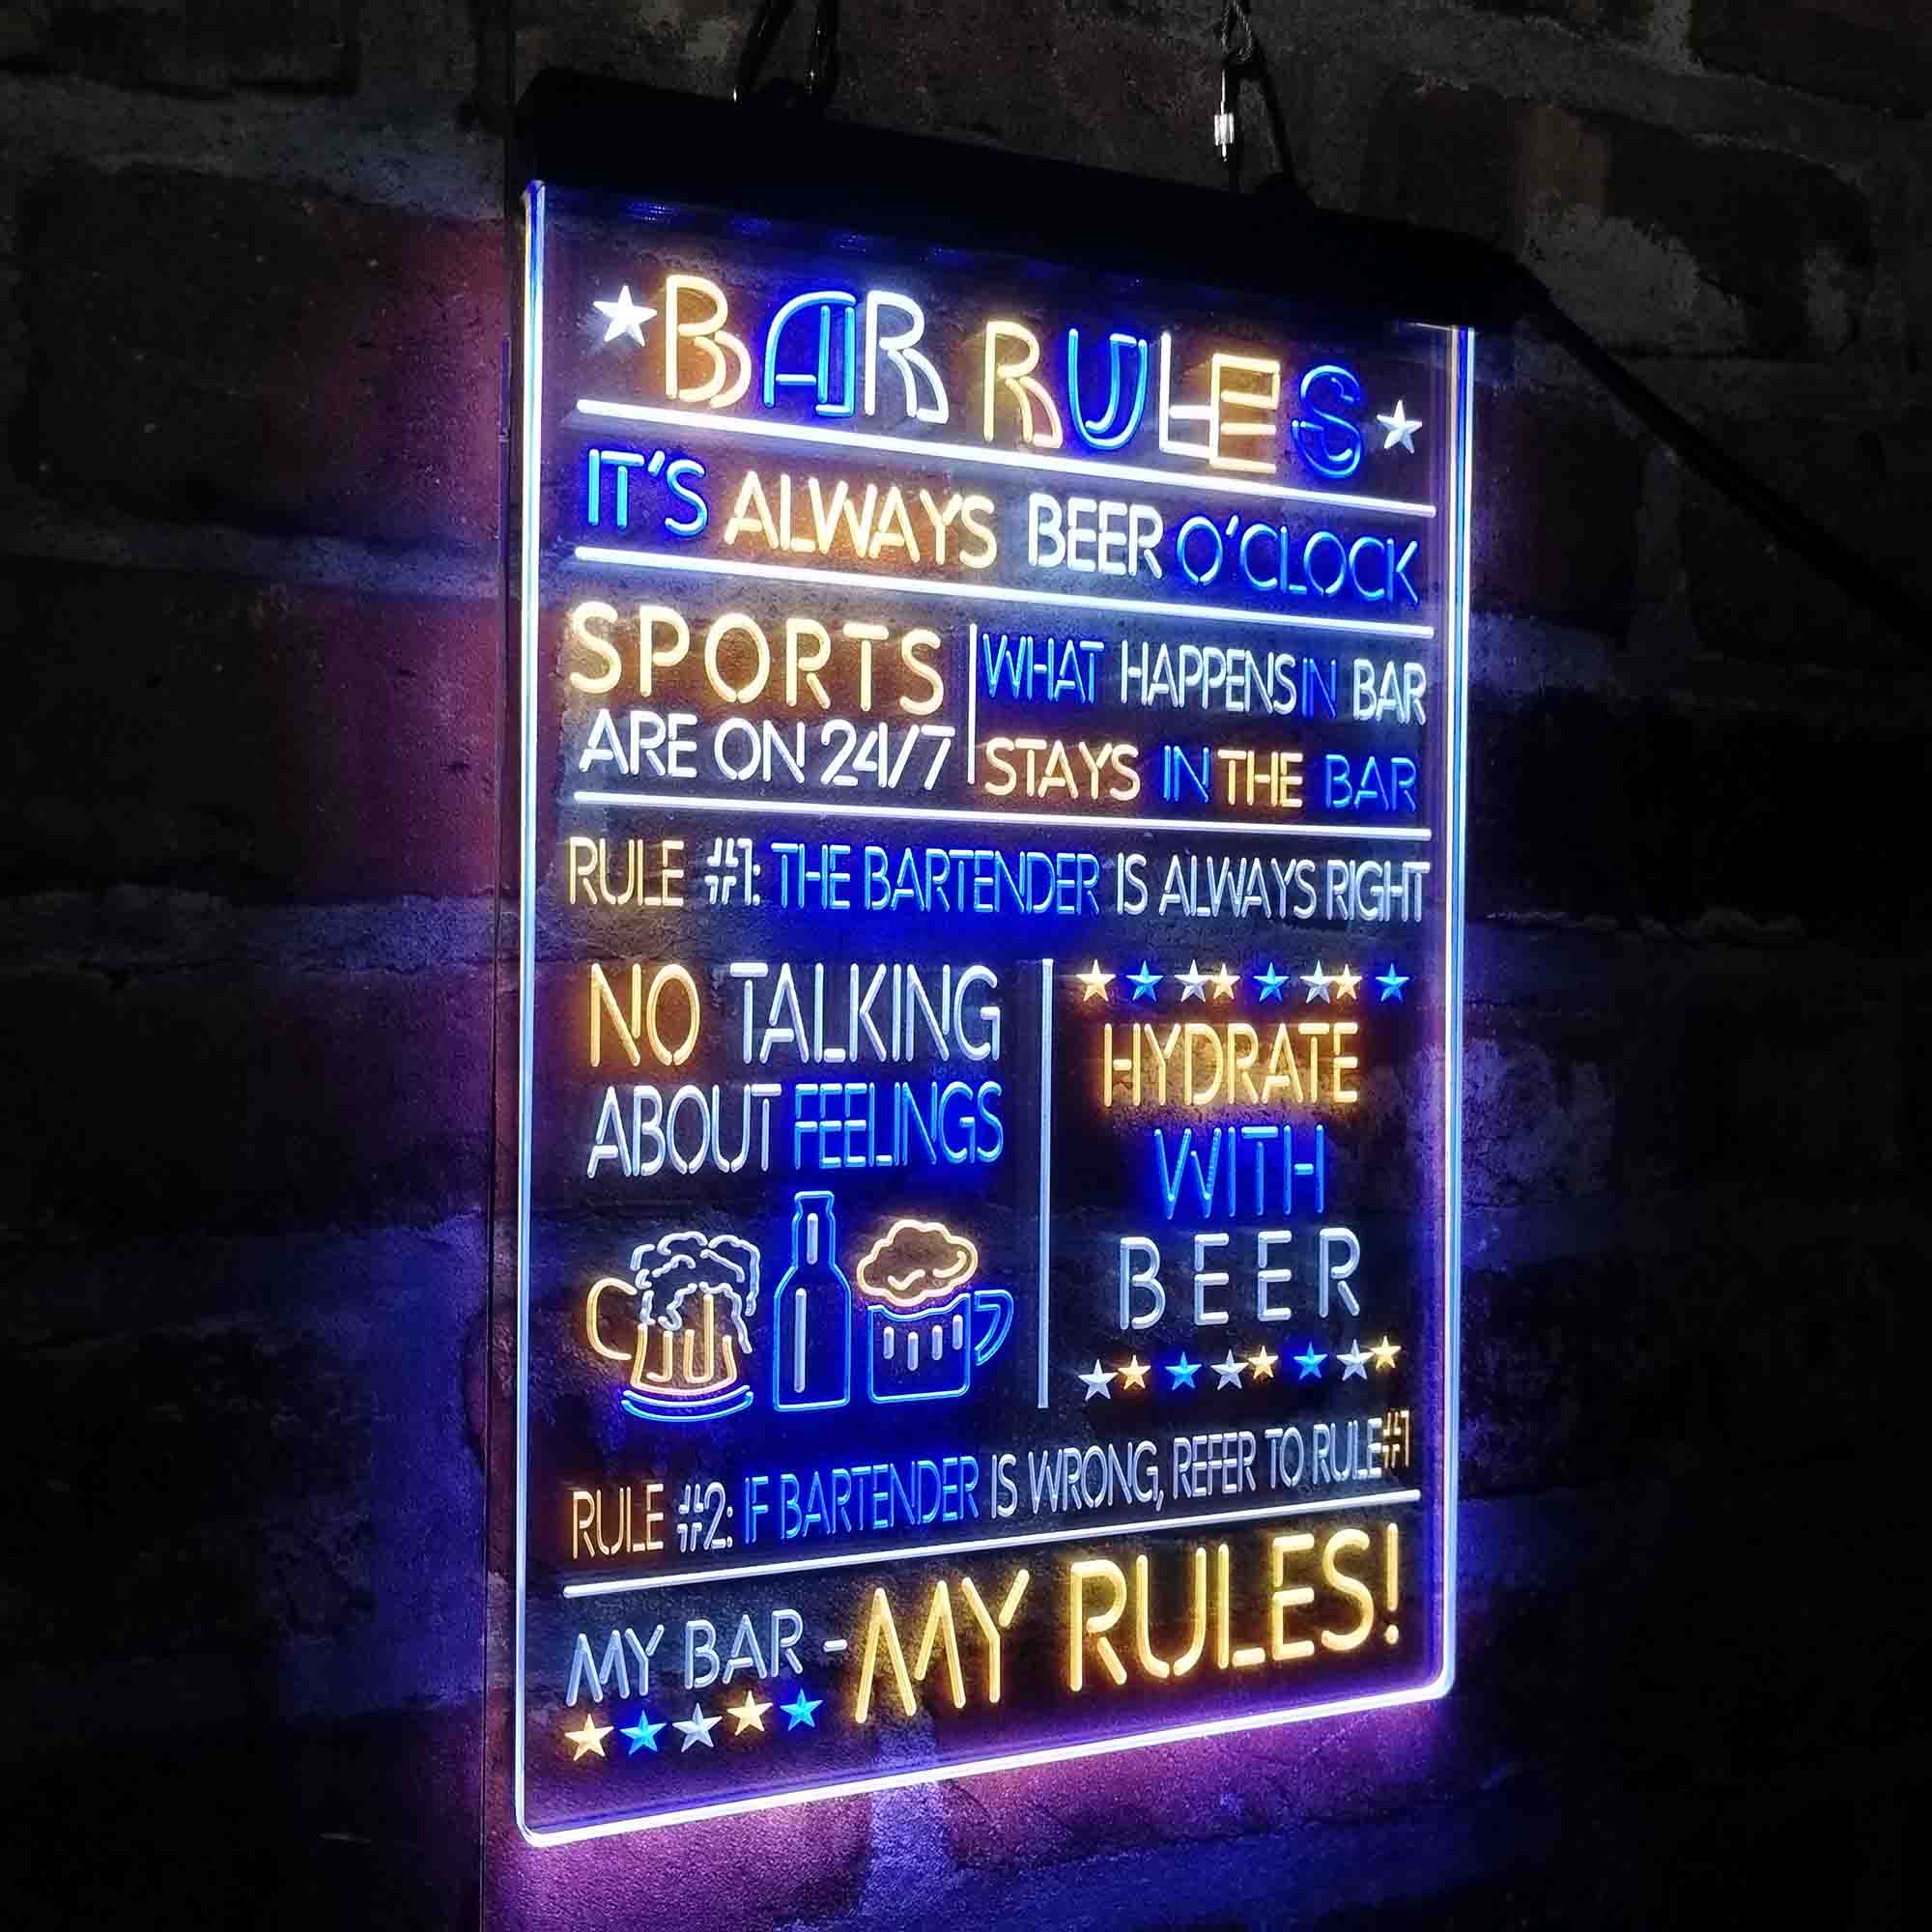 BAR RULES
IT'S ALWAYS BEER O'CLOCK
SPORTS
ARE ON 24/7
WHAT HAPPENS IN BAR
STAYS IN THE BAR
RULE #1: THE BARTENDER IS ALWAYS RIGHT
NO TALKING
ABOUT FEELINGS
HYDRATE
WITH
BEER
RULE #2: IF BARTENDER IS WRONG, REFER TO RULE #1
MY BAR - MY RULES!